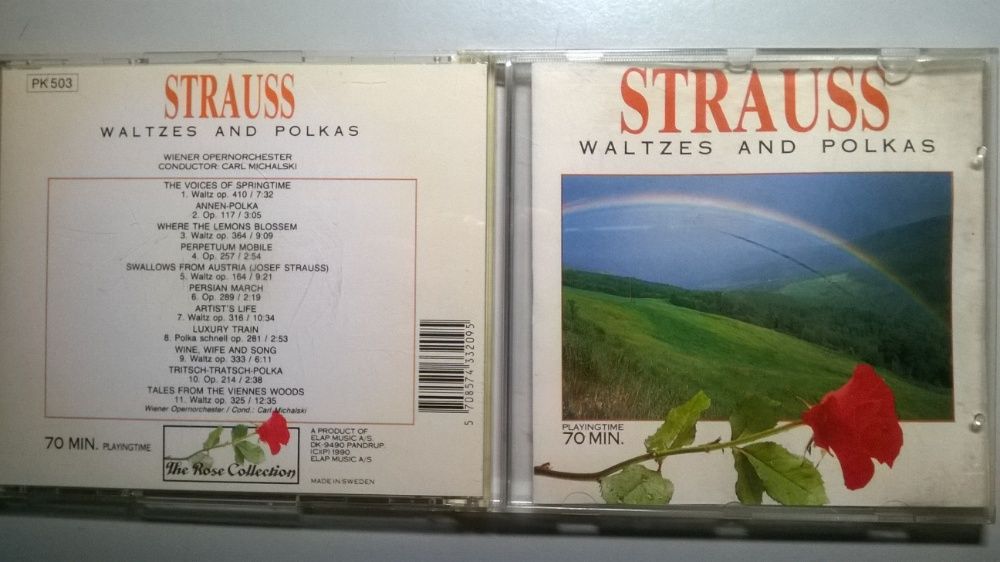 PK 503
STRAUSS
WALTZES AND POLKAS
WIENER OPERNORCHESTER
CONDUCTOR: CARL MICHALSKI
THE VOICES OF SPRINGTIME
1. Waltz op. 410 / 7:32
ANNEN-POLKA
2. Op. 117 / 3:05
WHERE THE LEMONS BLOSSEM
3. Waltz op. 364 / 9:09
PERPETUUM MOBILE
4. Op. 257 / 2:54
SWALLOWS FROM AUSTRIA (JOSEF STRAUSS)
5. Waltz op. 164 / 9:21
PERSIAN MARCH
6. Op. 289 / 2:19
ARTIST'S LIFE
7. Waltz op. 316 / 10:34
LUXURY TRAIN
8. Polka schnell op. 281 / 2:53
WINE, WIFE AND SONG
9. Waltz op. 333 / 6:11
TRITSCH-TRATSCH-POLKA
10. Op. 214 / 2:38
TALES FROM THE VIENNES WOODS
11. Waltz op. 325 / 12:35
Wiener Opernorchester / Cond.: Carl Michalski
70 MIN. PLAYINGTIME
The Rose Collection
A PRODUCT OF
ELAP MUSIC A/S.
DK-9490 PANDRUP.
(C)(P) 1990
ELAP MUSIC A/S
MADE IN SWEDEN
5 708574 332095
STRAUSS
WALTZES AND POLKAS
PLAYINGTIME
70 MIN.